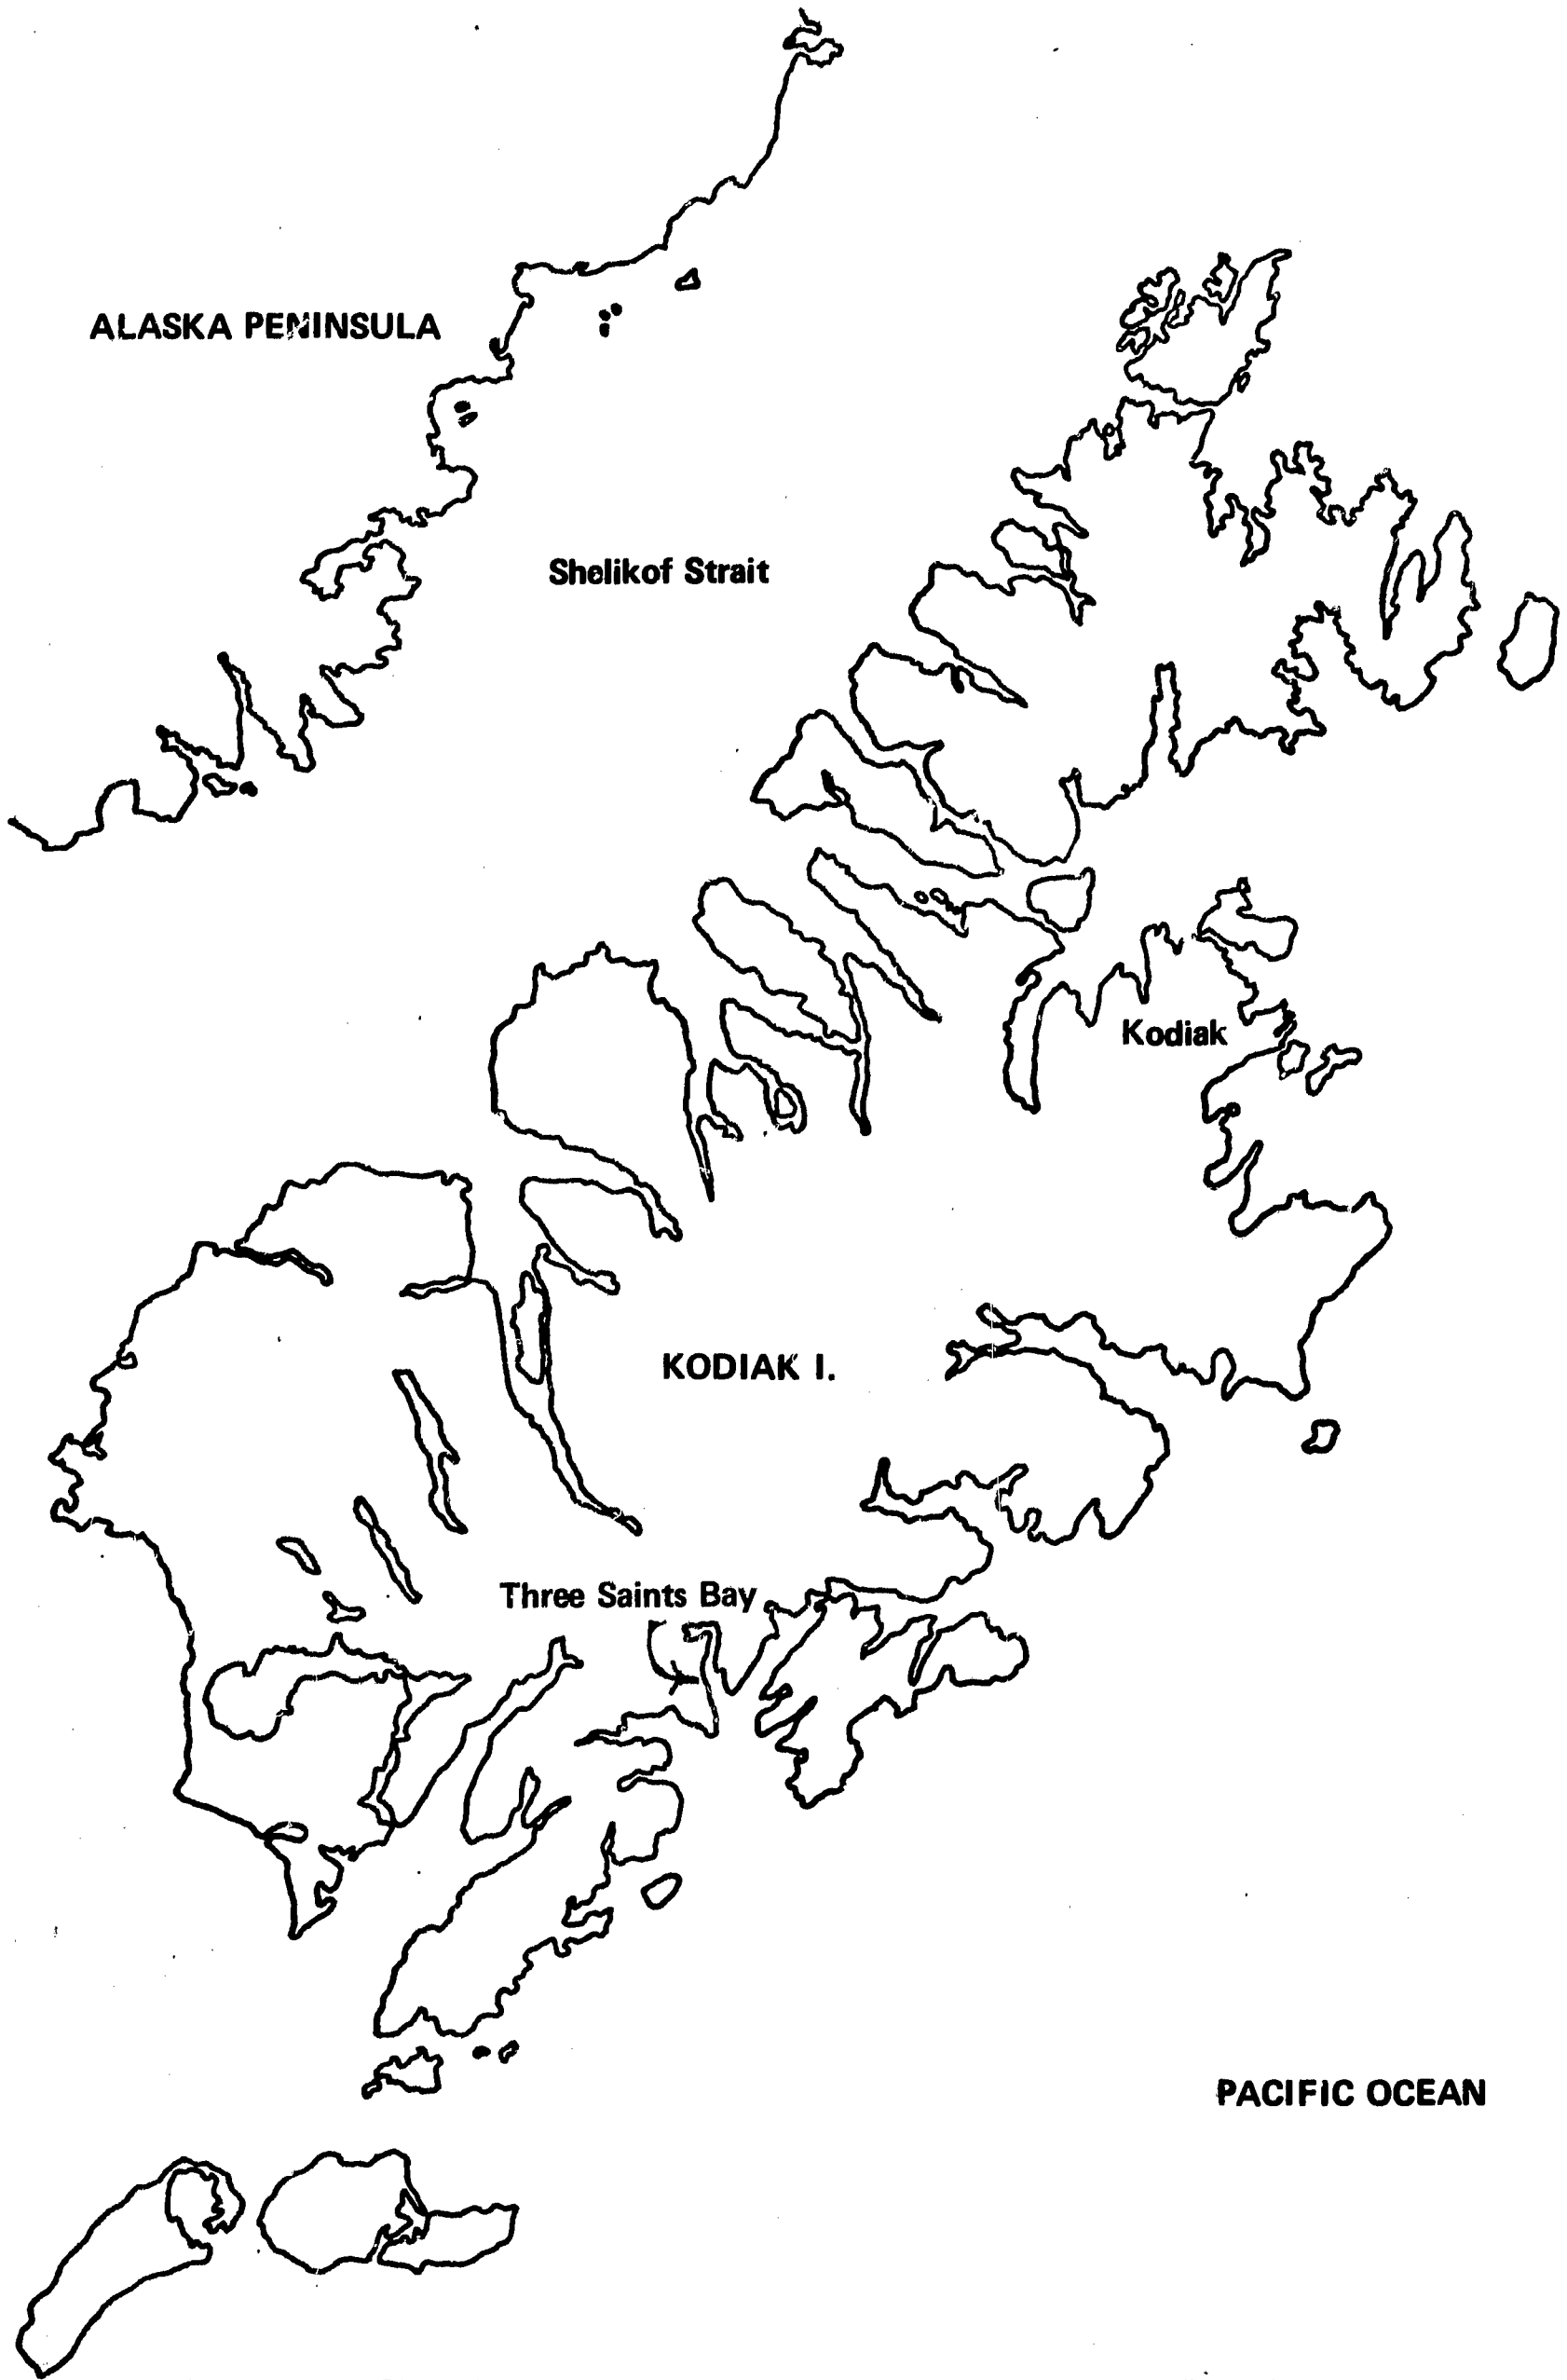 ALASKA PENINSULA
Shelikof Strait
Kodiak
KODIAK I.
Three Saints Bay
PACIFIC OCEAN